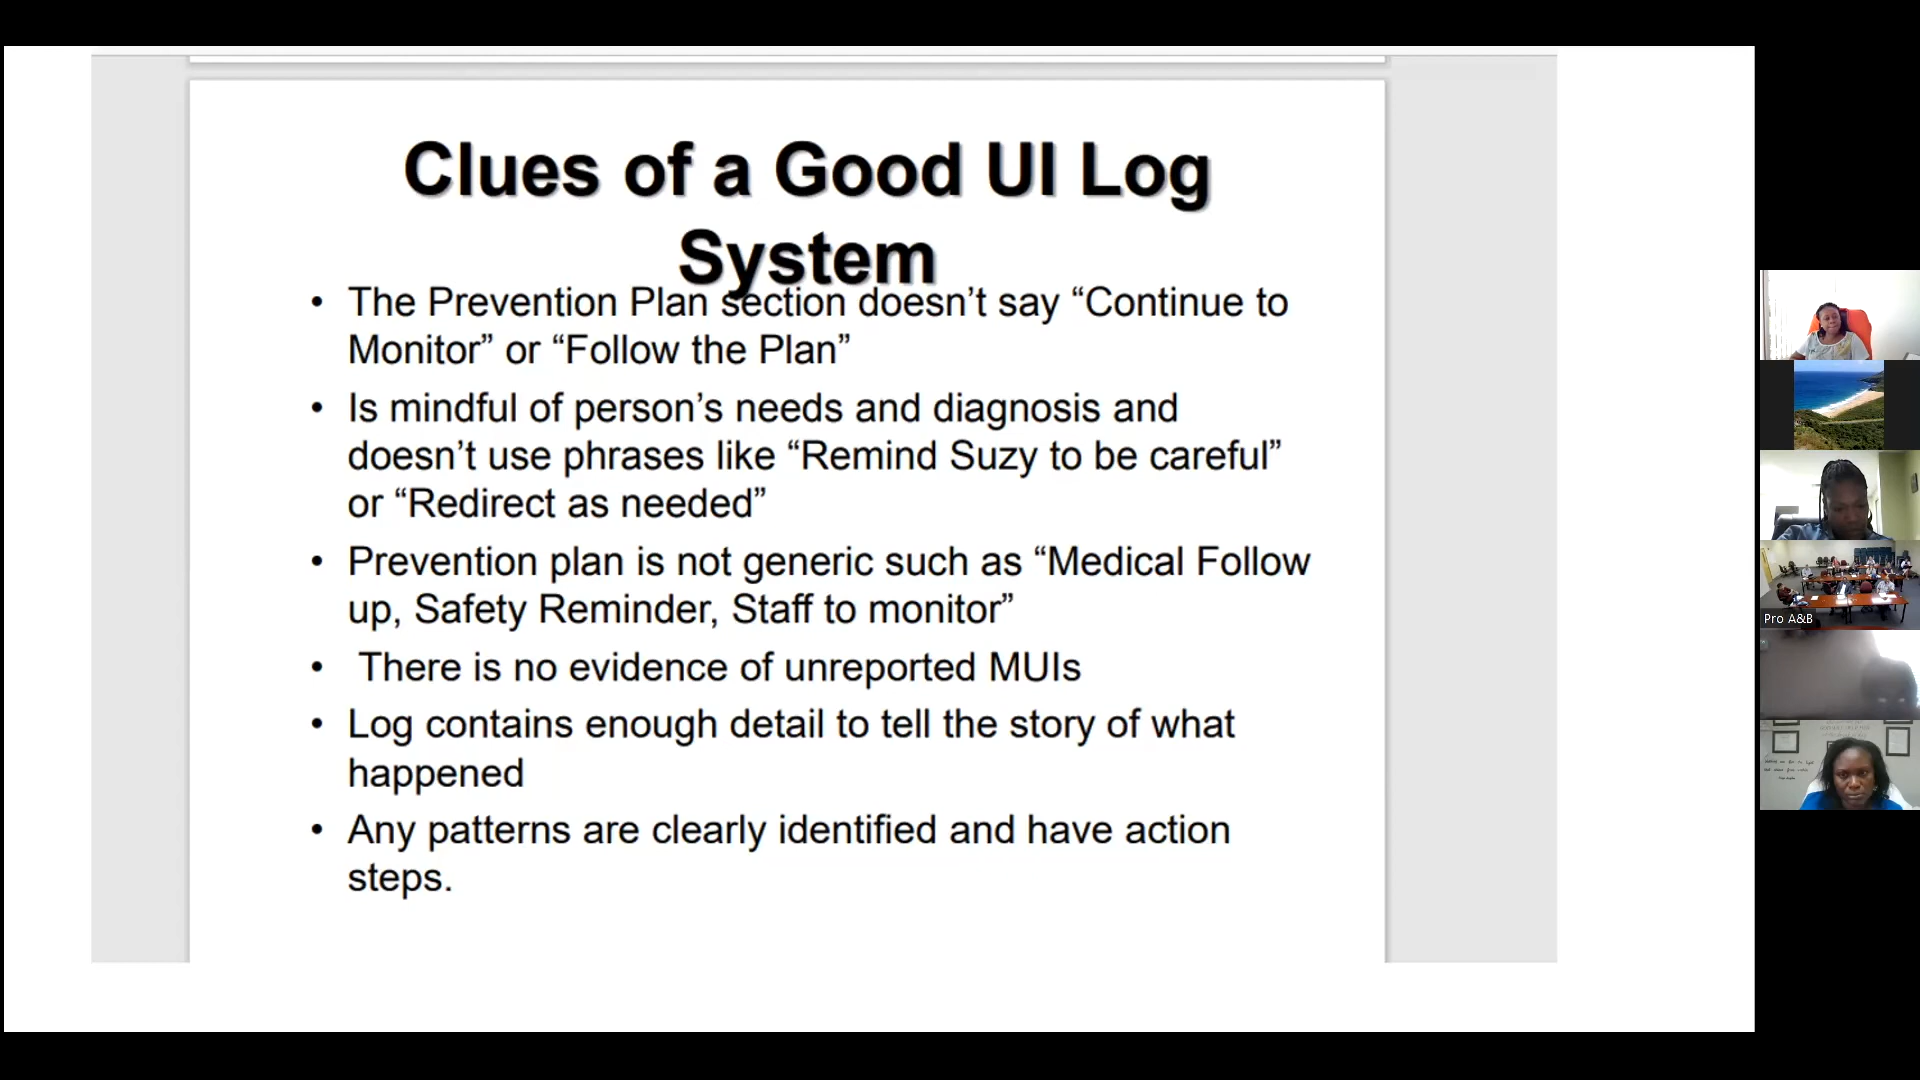 Clues of a Good UI Log
System
• The Prevention Plan section doesn’t say “Continue to
Monitor” or “Follow the Plan”
• Is mindful of person’s needs and diagnosis and
doesn’t use phrases like “Remind Suzy to be careful”
or “Redirect as needed”
• Prevention plan is not generic such as “Medical Follow
up, Safety Reminder, Staff to monitor”
• There is no evidence of unreported MUIs
• Log contains enough detail to tell the story of what
happened
• Any patterns are clearly identified and have action
steps.
Pro A&B